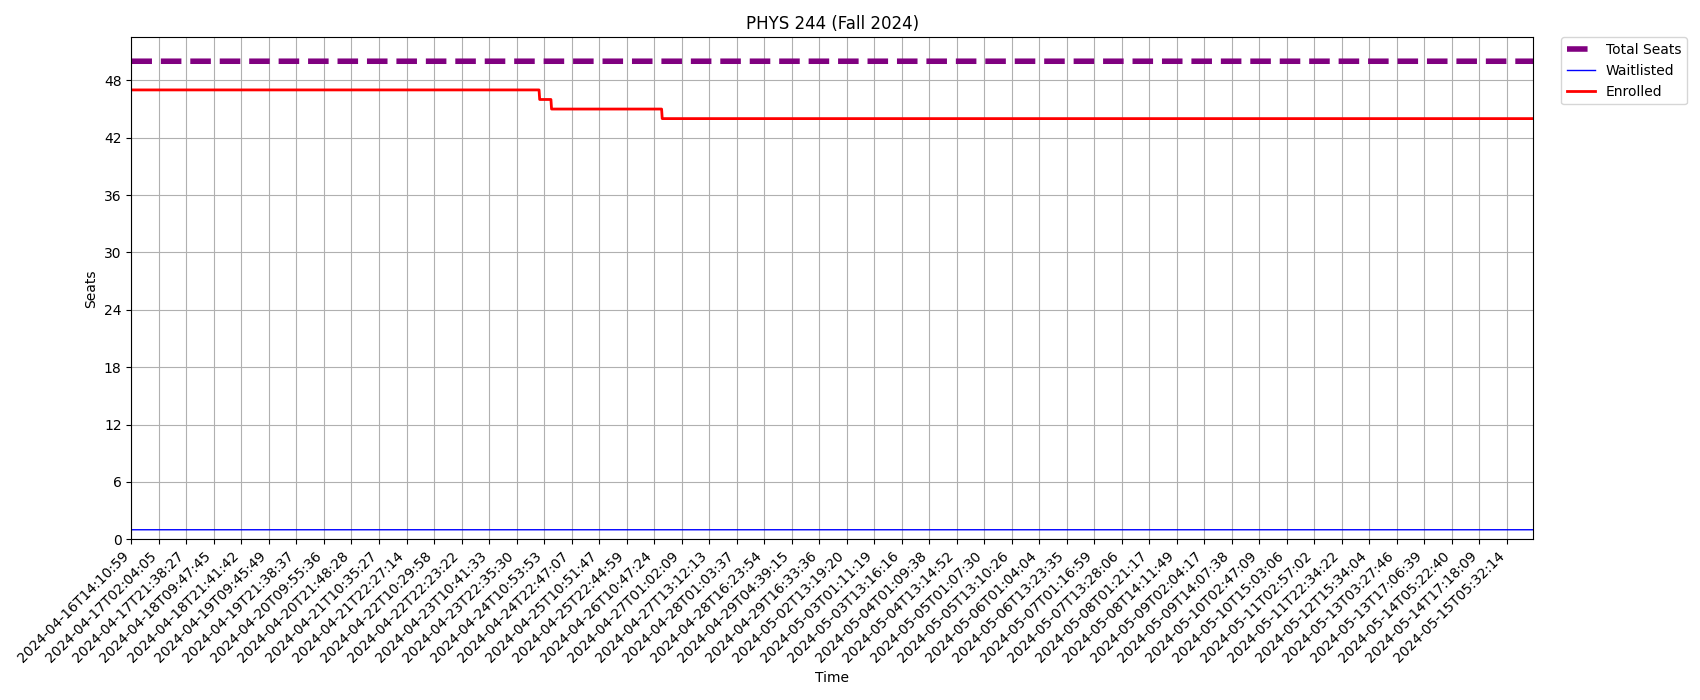 PHYS 244 (Fall 2024)
Total Seats
Waitlisted
Enrolled
Seats
48
42
36
30
24
18
12
6
0
2024-04-16T14:10:59
2024-04-17T02:04:05
2024-04-17T21:38:27
2024-04-18T09:47:45
2024-04-18T21:41:42
2024-04-19T09:45:49
2024-04-19T21:38:37
2024-04-20T09:55:36
2024-04-20T21:48:28
2024-04-21T10:35:27
2024-04-21T22:27:14
2024-04-22T10:29:58
2024-04-22T22:23:22
2024-04-23T10:41:33
2024-04-23T22:35:30
2024-04-24T10:53:53
2024-04-24T22:47:07
2024-04-25T10:51:47
2024-04-25T22:44:59
2024-04-26T10:47:24
2024-04-27T01:02:09
2024-04-27T13:12:13
2024-04-28T01:03:37
2024-04-28T16:23:54
2024-04-29T04:39:15
2024-04-29T16:33:36
2024-05-02T13:19:20
2024-05-03T01:11:19
2024-05-03T13:16:16
2024-05-04T01:09:38
2024-05-04T13:14:52
2024-05-05T01:07:30
2024-05-05T13:10:26
2024-05-06T01:04:04
2024-05-06T13:23:35
2024-05-07T01:16:59
2024-05-07T13:28:06
2024-05-08T01:21:17
2024-05-08T14:11:49
2024-05-09T02:04:17
2024-05-09T14:07:38
2024-05-10T02:47:09
2024-05-10T15:03:06
2024-05-11T02:57:02
2024-05-11T22:34:22
2024-05-12T15:34:04
2024-05-13T03:27:46
2024-05-13T17:06:39
2024-05-14T05:22:40
2024-05-14T17:18:09
2024-05-15T05:32:14
Time